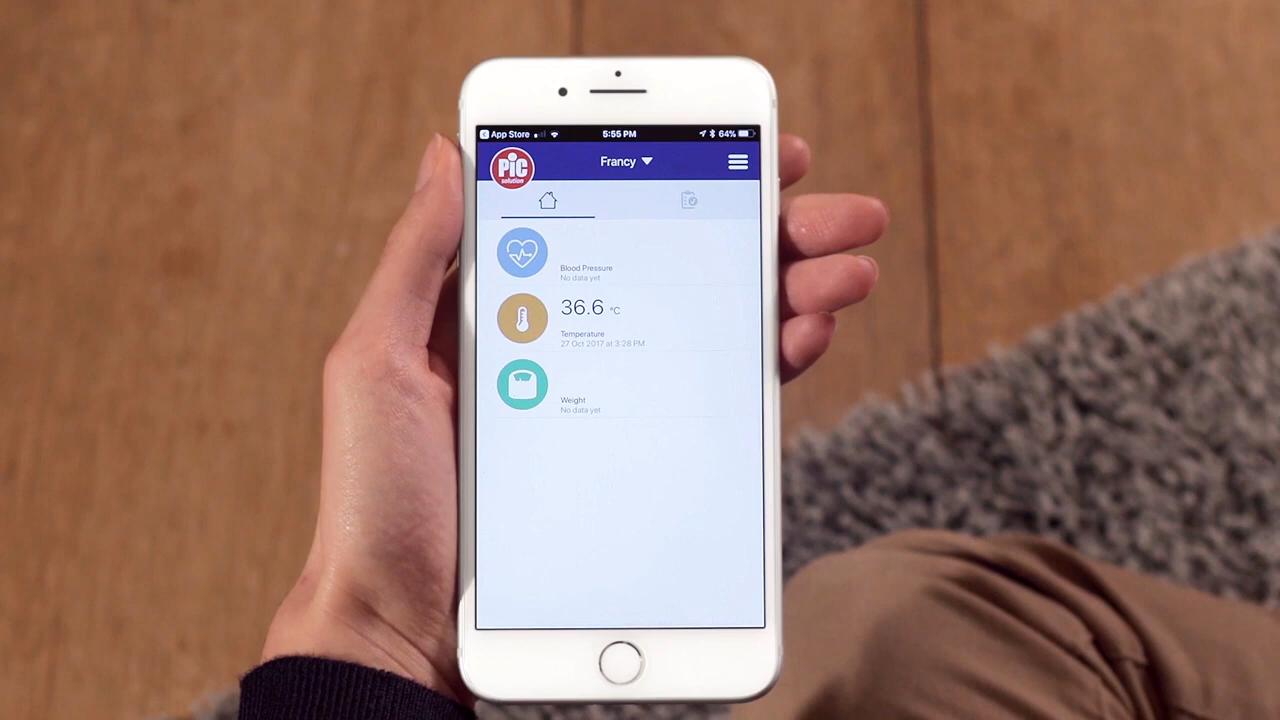 App Store
5:55 PM
64%
PiC
solution
Francy
Blood Pressure
No data yet
36.6 °C
Temperature
27 Oct 2017 at 3:28 PM
Weight
No data yet